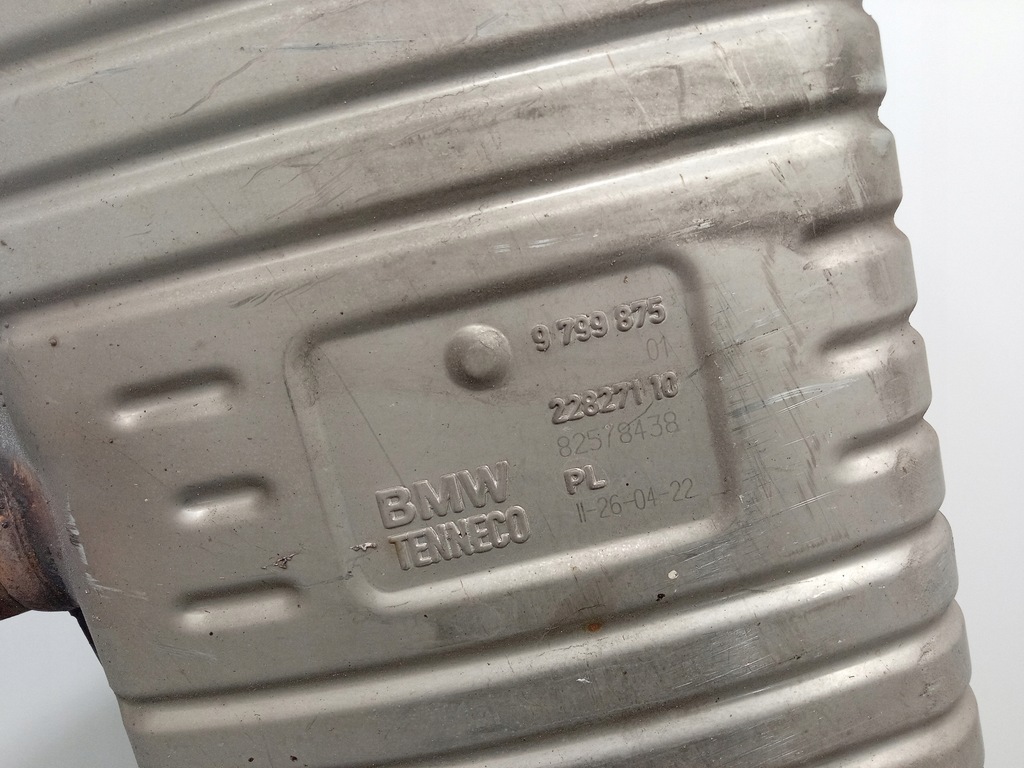 9 799 875
01
22827110
82578438
PL
II-26-04-22
BMW
TENNECO